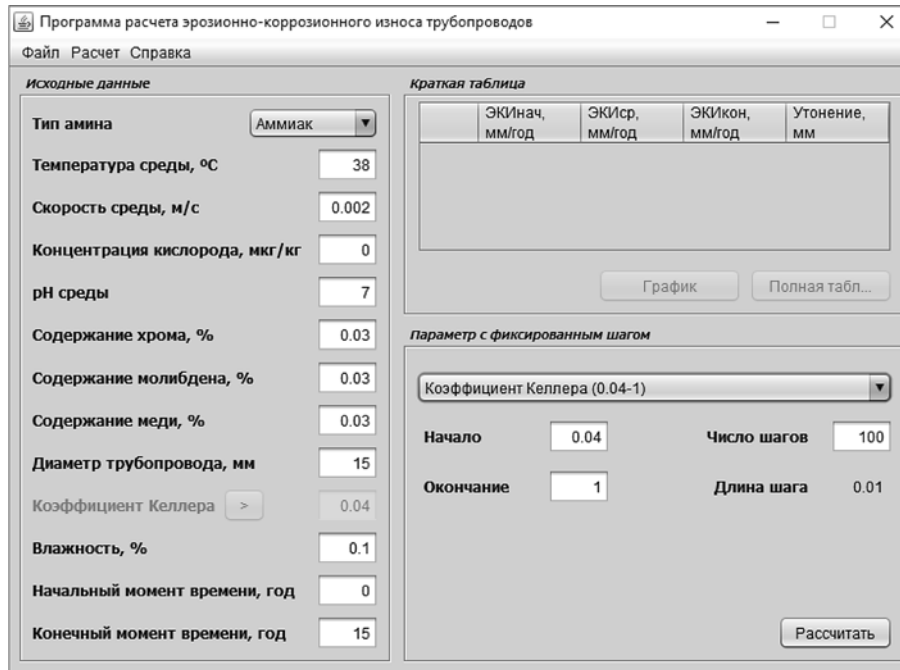 Программа расчета эрозионно-коррозионного износа трубопроводов
Файл Расчет Справка
Исходные данные
Тип амина Аммиак
Температура среды, ºС 38
Скорость среды, м/с 0.002
Концентрация кислорода, мкг/кг 0
pH среды 7
Содержание хрома, % 0.03
Содержание молибдена, % 0.03
Содержание меди, % 0.03
Диаметр трубопровода, мм 15
Коэффициент Келлера > 0.04
Влажность, % 0.1
Начальный момент времени, год 0
Конечный момент времени, год 15
Краткая таблица
ЭКИнач, мм/год
ЭКИср, мм/год
ЭКИкон, мм/год
Утонение, мм
График Полная табл...
Параметр с фиксированным шагом
Коэффициент Келлера (0.04-1)
Начало 0.04 Число шагов 100
Окончание 1 Длина шага 0.01
Рассчитать